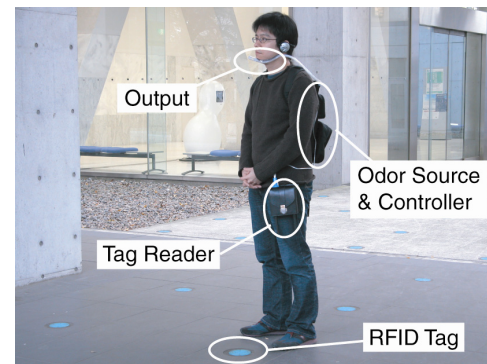 Output
Odor Source
& Controller
Tag Reader
RFID Tag